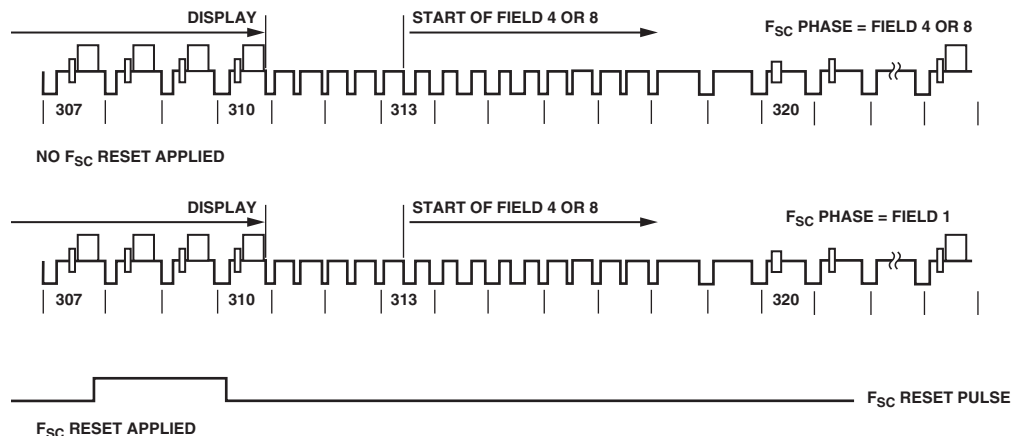 DISPLAY START OF FIELD 4 OR 8 FSC PHASE = FIELD 4 OR 8
307 310 313 320
NO FSC RESET APPLIED
DISPLAY START OF FIELD 4 OR 8 FSC PHASE = FIELD 1
307 310 313 320
FSC RESET PULSE
FSC RESET APPLIED